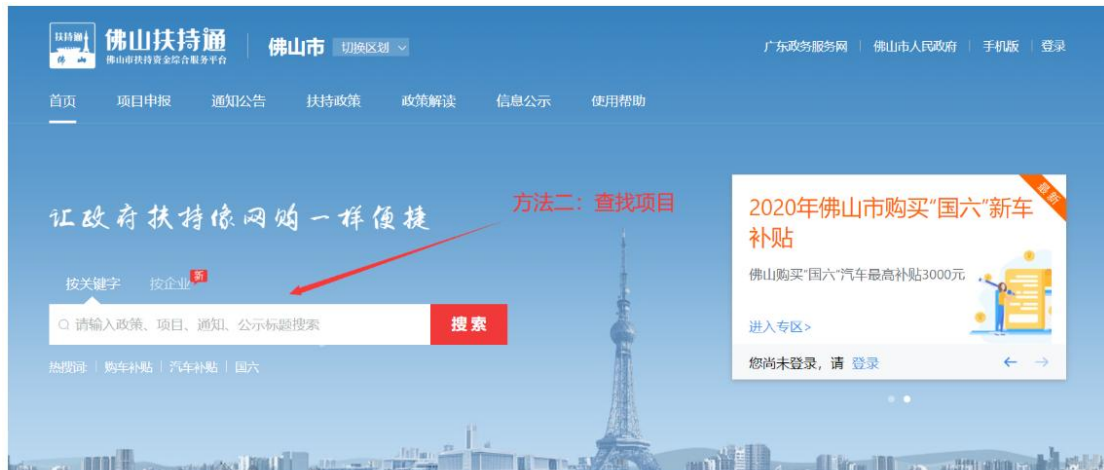 扶持通
佛山
佛山扶持通
佛山市扶持资金综合服务平台
佛山市 切换区划
广东政务服务网 佛山市人民政府 手机版 登录
首页 项目申报 通知公告 扶持政策 政策解读 信息公示 使用帮助
让政府扶持像网购一样便捷
方法二：查找项目
按关键字 按企业 新
请输入政策、项目、通知、公示标题搜索 搜索
热搜词 购车补贴 汽车补贴 国六
最新
2020年佛山市购买“国六”新车
补贴
佛山购买“国六”汽车最高补贴3000元
进入专区>
您尚未登录，请 登录